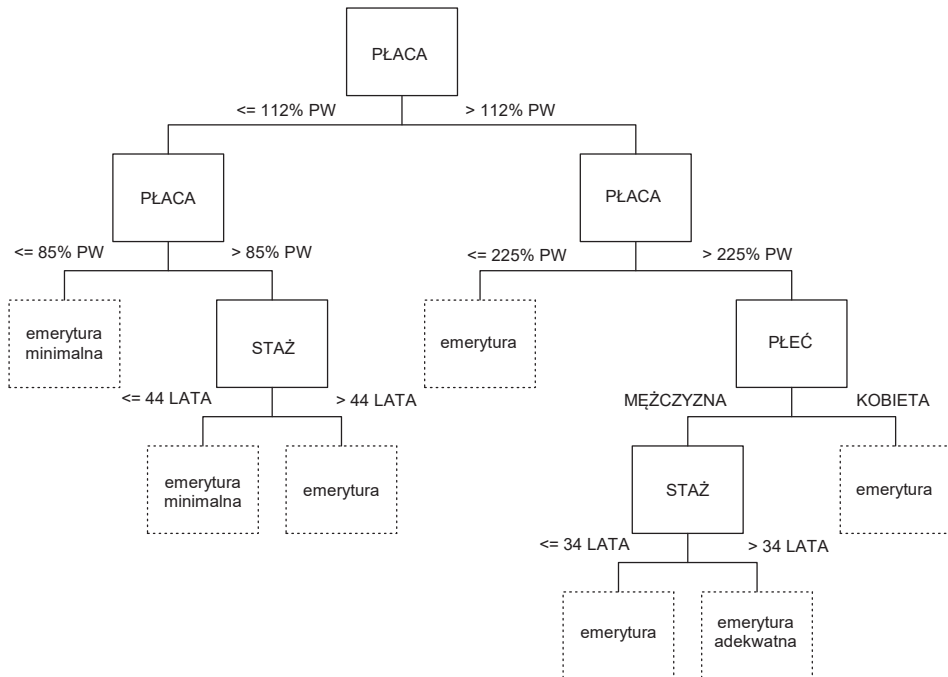 PŁACA
<= 112% PW
> 112% PW
PŁACA
PŁACA
<= 85% PW
> 85% PW
<= 225% PW
> 225% PW
emerytura
minimalna
STAŻ
emerytura
PŁEĆ
<= 44 LATA
> 44 LATA
MĘŻCZYZNA
KOBIETA
emerytura
minimalna
emerytura
STAŻ
emerytura
<= 34 LATA
> 34 LATA
emerytura
emerytura
adekwatna